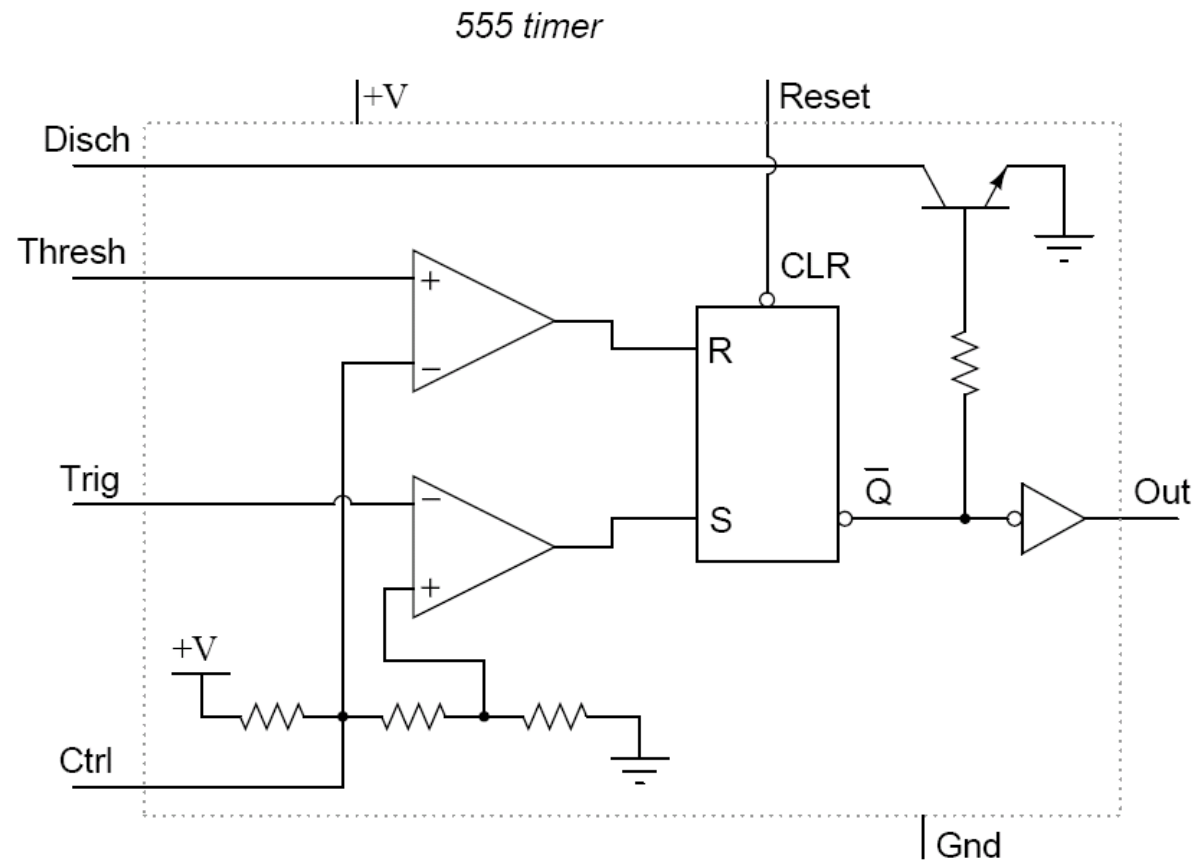 555 timer
+V
Reset
Disch
Thresh
CLR
+
−
R
Trig
−
S
Q̅
Out
+
+V
Ctrl
Gnd